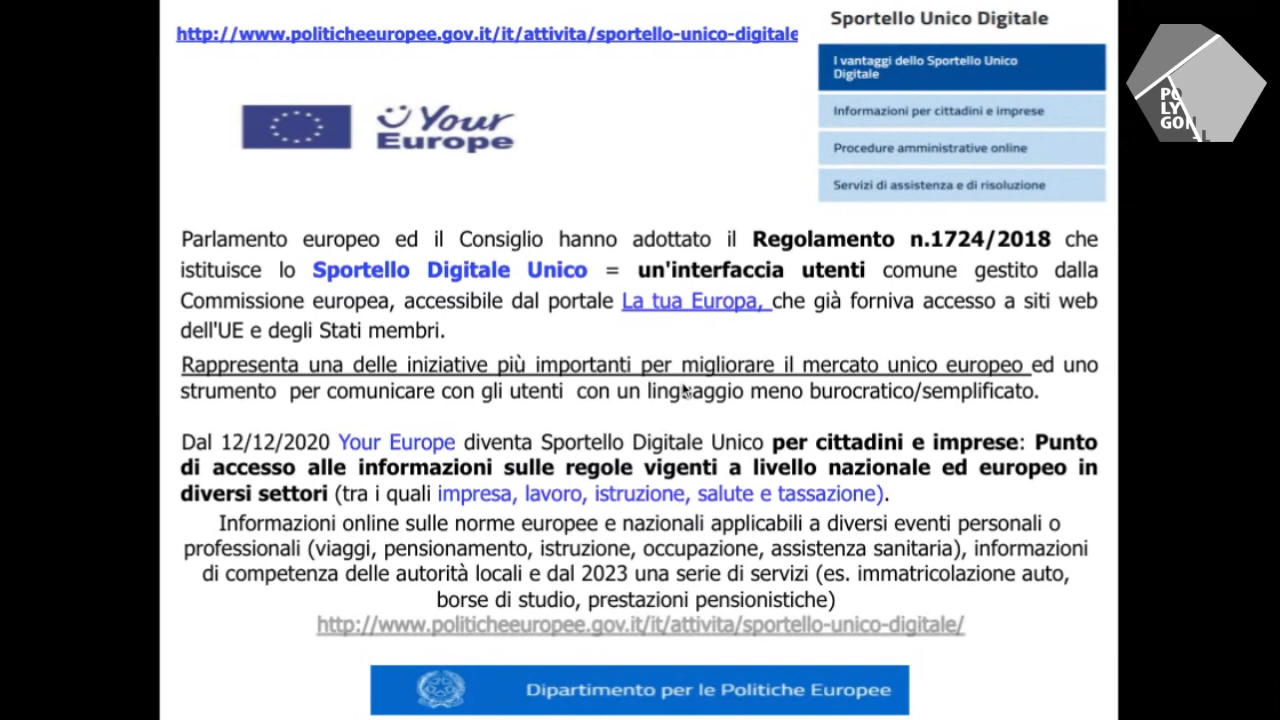 http://www.politicheeuropee.gov.it/it/attivita/sportello-unico-digitale
Sportello Unico Digitale
I vantaggi dello Sportello Unico
Digitale
Informazioni per cittadini e imprese
Procedure amministrative online
Servizi di assistenza e di risoluzione
PO
LY
GON
AL
Your
Europe
Parlamento europeo ed il Consiglio hanno adottato il Regolamento n.1724/2018 che
istituisce lo Sportello Digitale Unico = un'interfaccia utenti comune gestito dalla
Commissione europea, accessibile dal portale La tua Europa, che già forniva accesso a siti web
dell'UE e degli Stati membri.
Rappresenta una delle iniziative più importanti per migliorare il mercato unico europeo ed uno
strumento per comunicare con gli utenti con un linguaggio meno burocratico/semplificato.
Dal 12/12/2020 Your Europe diventa Sportello Digitale Unico per cittadini e imprese: Punto
di accesso alle informazioni sulle regole vigenti a livello nazionale ed europeo in
diversi settori (tra i quali impresa, lavoro, istruzione, salute e tassazione).
Informazioni online sulle norme europee e nazionali applicabili a diversi eventi personali o
professionali (viaggi, pensionamento, istruzione, occupazione, assistenza sanitaria), informazioni
di competenza delle autorità locali e dal 2023 una serie di servizi (es. immatricolazione auto,
borse di studio, prestazioni pensionistiche)
http://www.politicheeuropee.gov.it/it/attivita/sportello-unico-digitale/
Dipartimento per le Politiche Europee